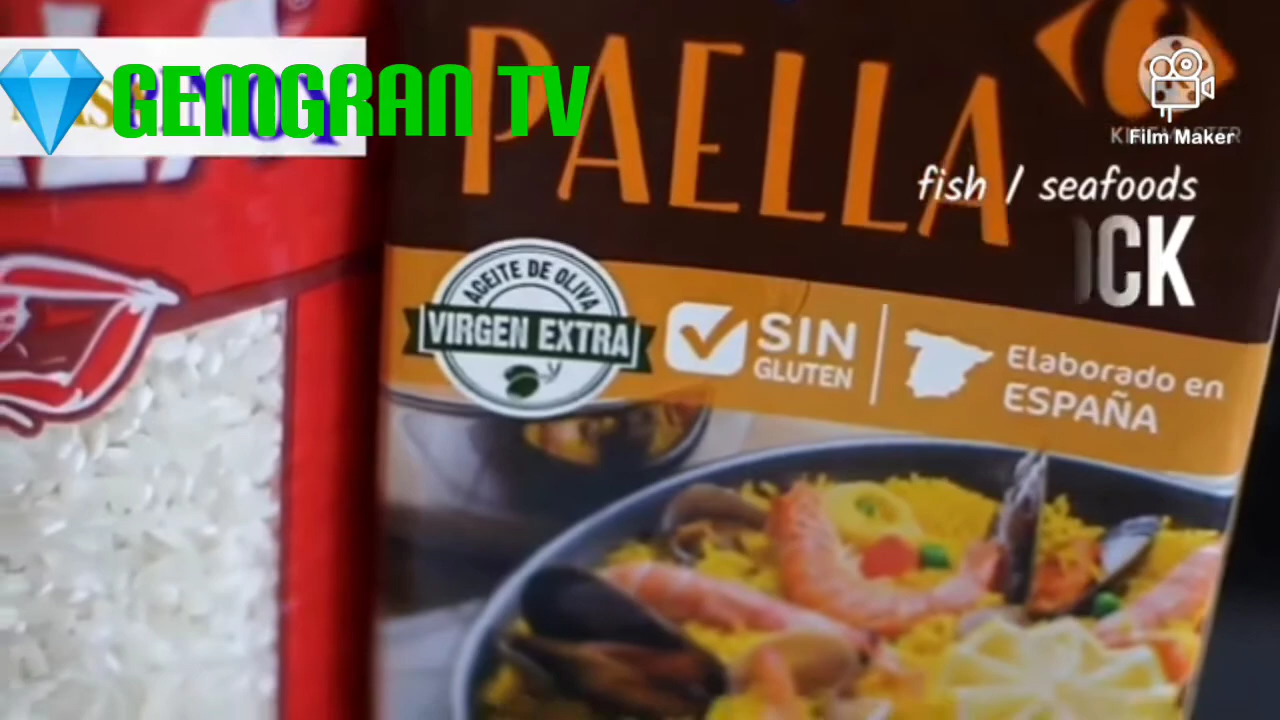 GEMGRAN TV
PAELLA
Film Maker
fish / seafoods
CK
ACEITE DE OLIVA
VIRGEN EXTRA
SIN
GLUTEN
Elaborado en
ESPAÑA